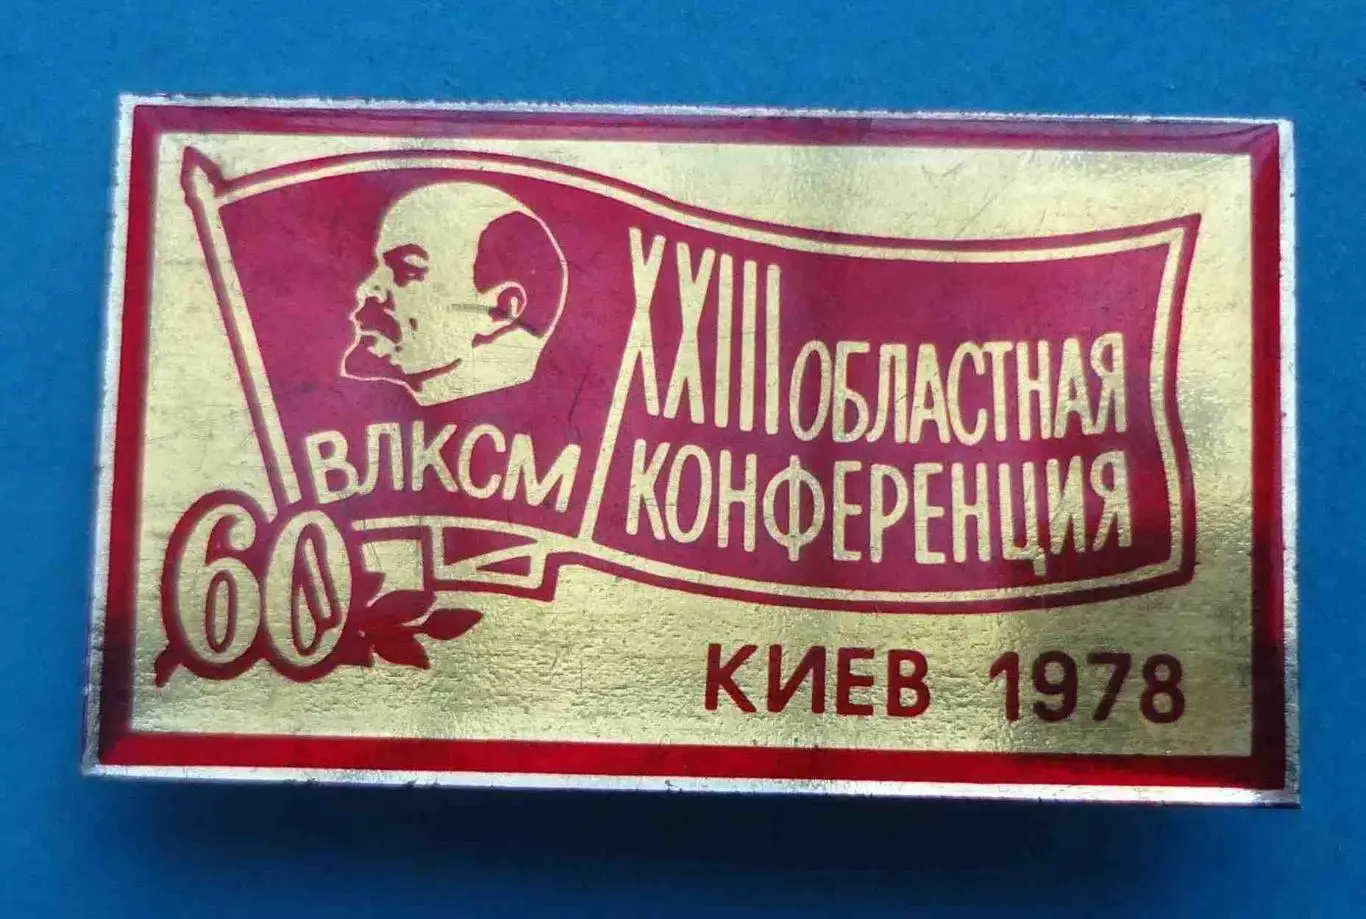 ВЛКСМ
60
XXIII ОБЛАСТНАЯ
КОНФЕРЕНЦИЯ
КИЕВ 1978